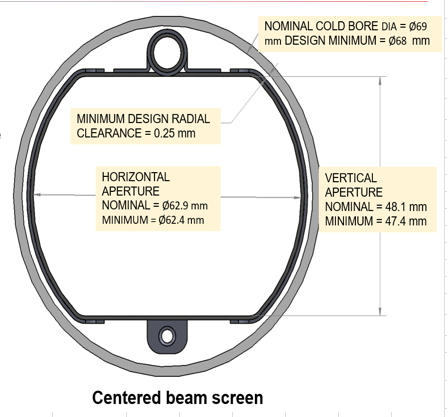 NOMINAL COLD BORE DIA = Ø69
mm DESIGN MINIMUM = Ø68 mm
MINIMUM DESIGN RADIAL
CLEARANCE = 0.25 mm
HORIZONTAL
APERTURE
NOMINAL = Ø62.9 mm
MINIMUM = Ø62.4 mm
VERTICAL
APERTURE
NOMINAL = 48.1 mm
MINIMUM = 47.4 mm
Centered beam screen